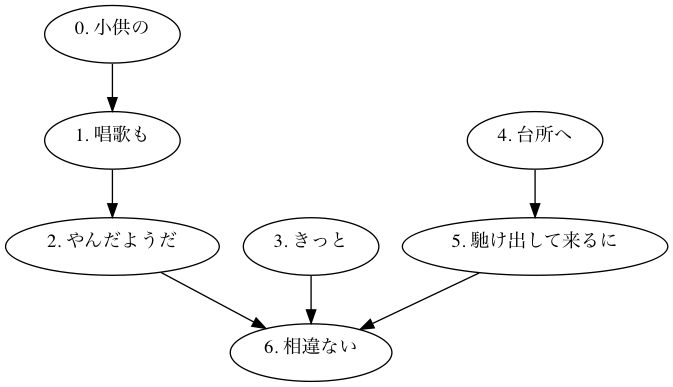 0. 小供の
1. 唱歌も
4. 台所へ
2. やんだようだ
3. きっと
5. 馳け出して来るに
6. 相違ない